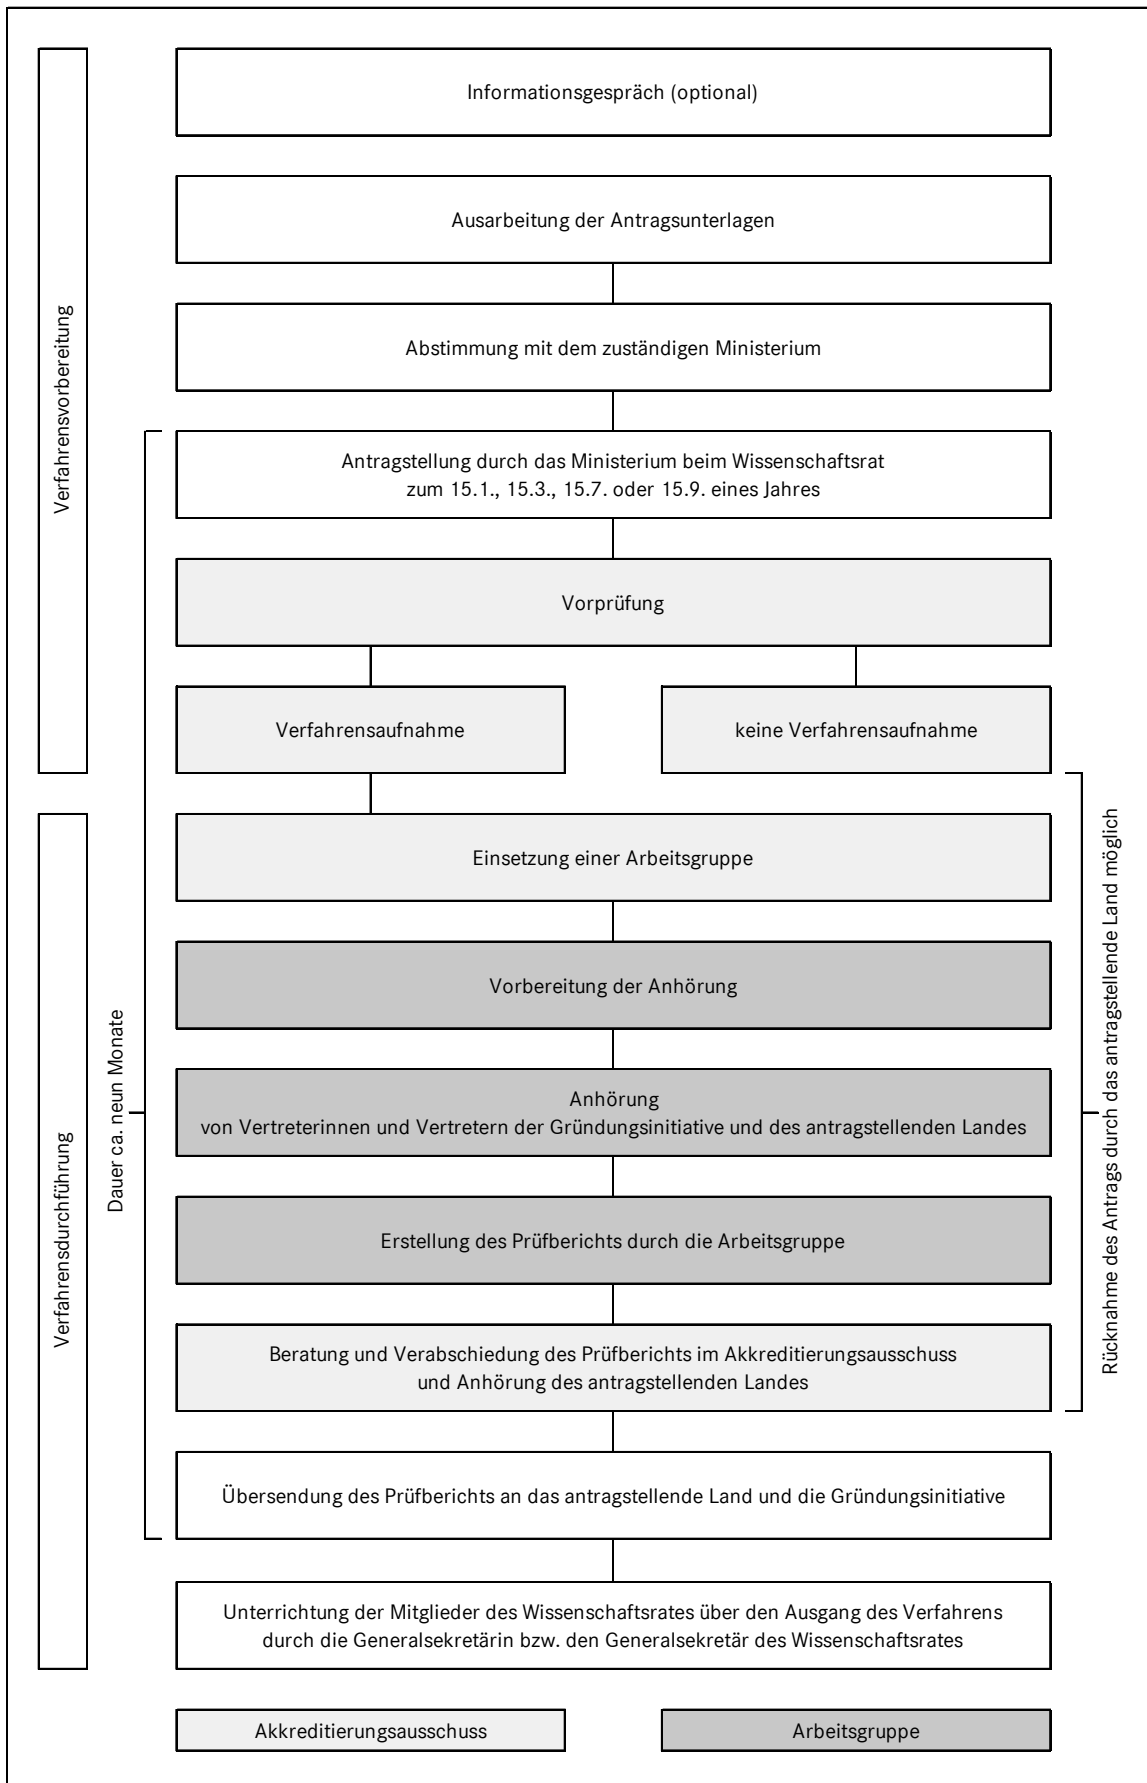 Informationsgespräch (optional)
Ausarbeitung der Antragsunterlagen
Abstimmung mit dem zuständigen Ministerium
Verfahrensvorbereitung
Antragstellung durch das Ministerium beim Wissenschaftsrat
zum 15.1., 15.3., 15.7. oder 15.9. eines Jahres
Vorprüfung
Verfahrensaufnahme
keine Verfahrensaufnahme
Einsetzung einer Arbeitsgruppe
Vorbereitung der Anhörung
Anhörung
von Vertreterinnen und Vertretern der Gründungsinitiative und des antragstellenden Landes
Dauer ca. neun Monate
Rücknahme des Antrags durch das antragstellende Land möglich
Verfahrensdurchführung
Erstellung des Prüfberichts durch die Arbeitsgruppe
Beratung und Verabschiedung des Prüfberichts im Akkreditierungsausschuss
und Anhörung des antragstellenden Landes
Übersendung des Prüfberichts an das antragstellende Land und die Gründungsinitiative
Unterrichtung der Mitglieder des Wissenschaftsrates über den Ausgang des Verfahrens
durch die Generalsekretärin bzw. den Generalsekretär des Wissenschaftsrates
Akkreditierungsausschuss
Arbeitsgruppe